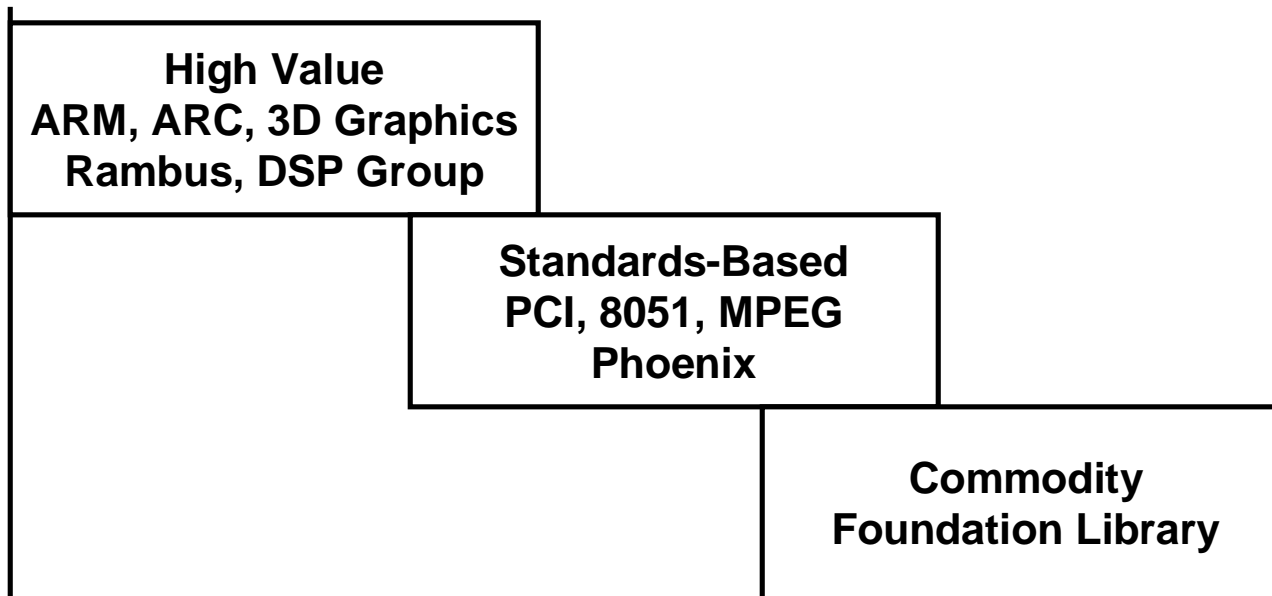 High Value
ARM, ARC, 3D Graphics
Rambus, DSP Group
Standards-Based
PCI, 8051, MPEG
Phoenix
Commodity
Foundation Library